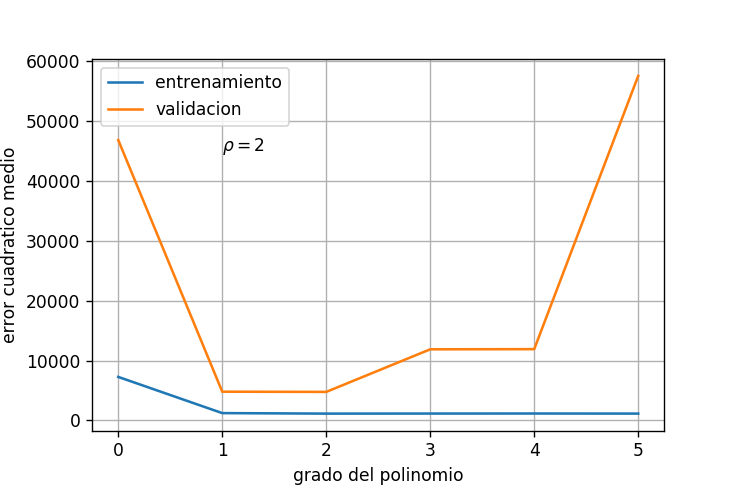 entrenamiento
validacion
ρ = 2
60000
50000
40000
30000
20000
10000
0
error cuadratico medio
0 1 2 3 4 5
grado del polinomio